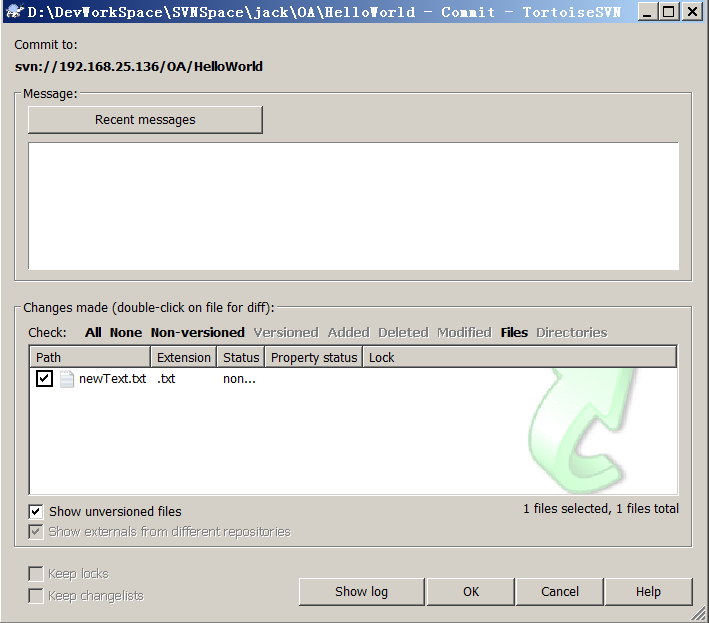 D:\DevWorkSpace\SVNSpace\jack\OA\HelloWorld - Commit - TortoiseSVN
Commit to:
svn://192.168.25.136/OA/HelloWorld
Message:
Recent messages
Changes made (double-click on file for diff):
Check: All None Non-versioned Versioned Added Deleted Modified Files Directories
Path Extension Status Property status Lock
newText.txt .txt non...
Show unversioned files
1 files selected, 1 files total
Show externals from different repositories
Keep locks
Keep changelists
Show log OK Cancel Help